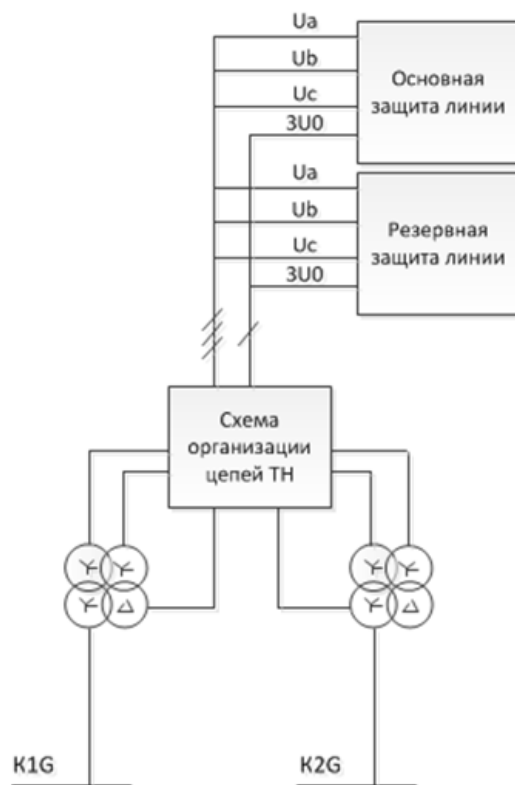 Ua
Ub
Uc
3U0
Основная
защита линии
Ua
Ub
Uc
3U0
Резервная
защита линии
Схема
организации
цепей ТН
K1G
K2G